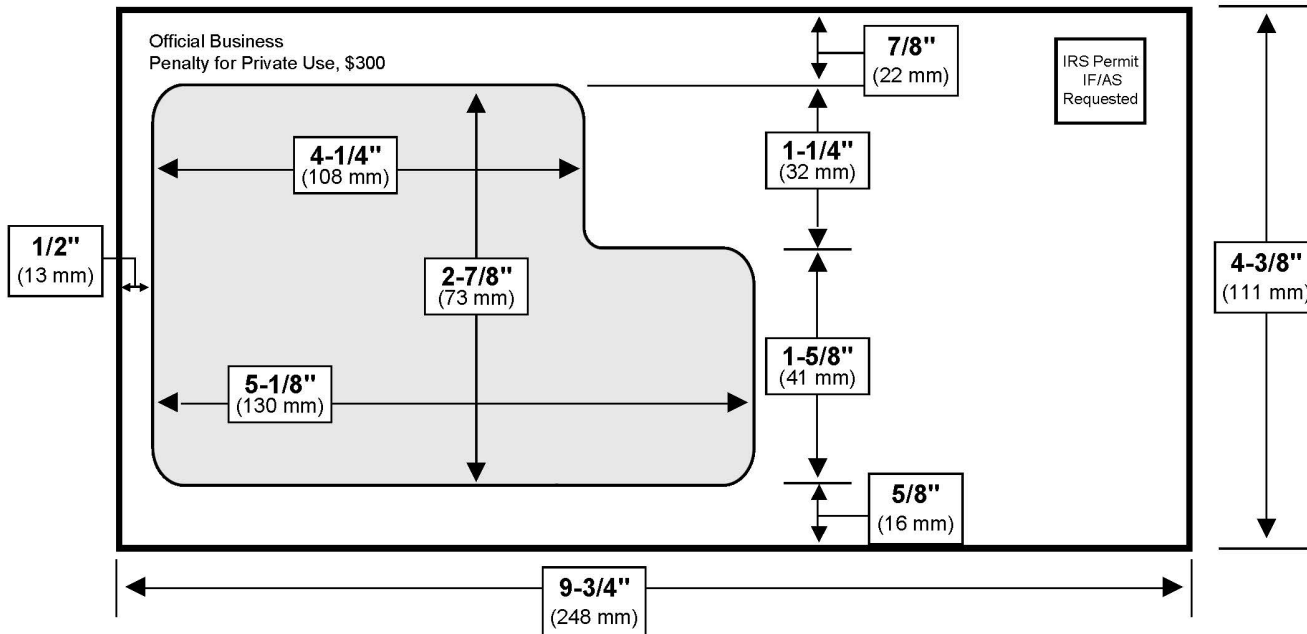 Official Business
Penalty for Private Use, $300
7/8"
(22 mm)
IRS Permit
IF/AS
Requested
4-1/4"
(108 mm)
1-1/4"
(32 mm)
1/2"
(13 mm)
2-7/8"
(73 mm)
4-3/8"
(111 mm)
5-1/8"
(130 mm)
1-5/8"
(41 mm)
5/8"
(16 mm)
9-3/4"
(248 mm)